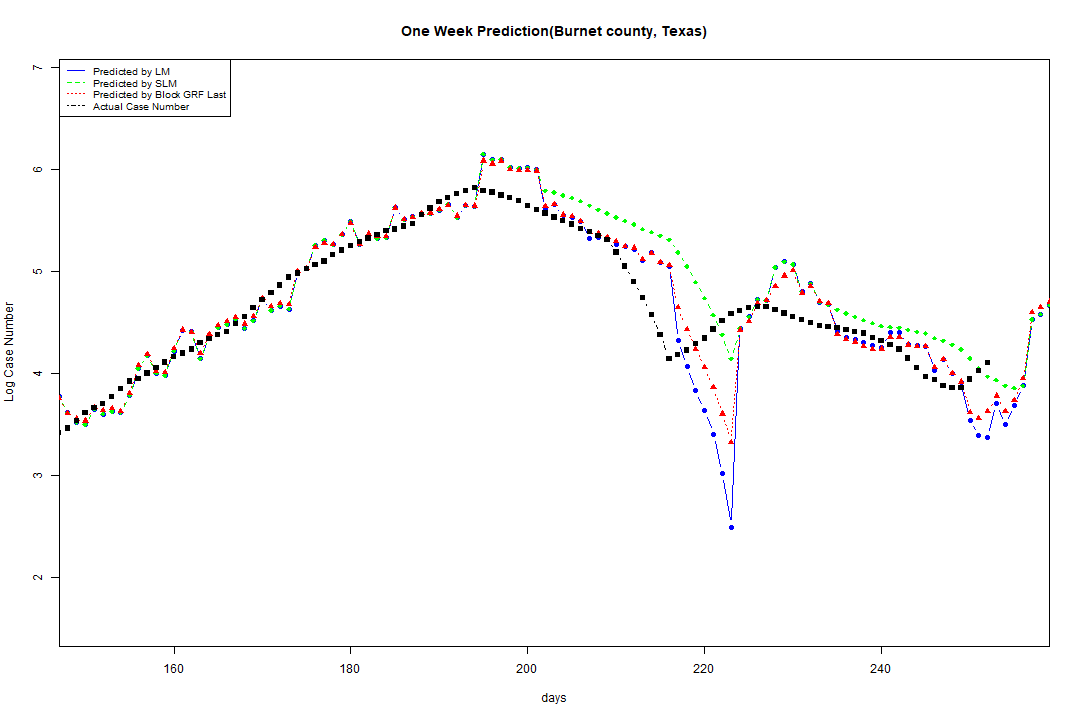 One Week Prediction(Burnet county, Texas)
Predicted by LM
Predicted by SLM
Predicted by Block GRF Last
Actual Case Number
Log Case Number
7
6
5
4
3
2
160
180
200
220
240
days